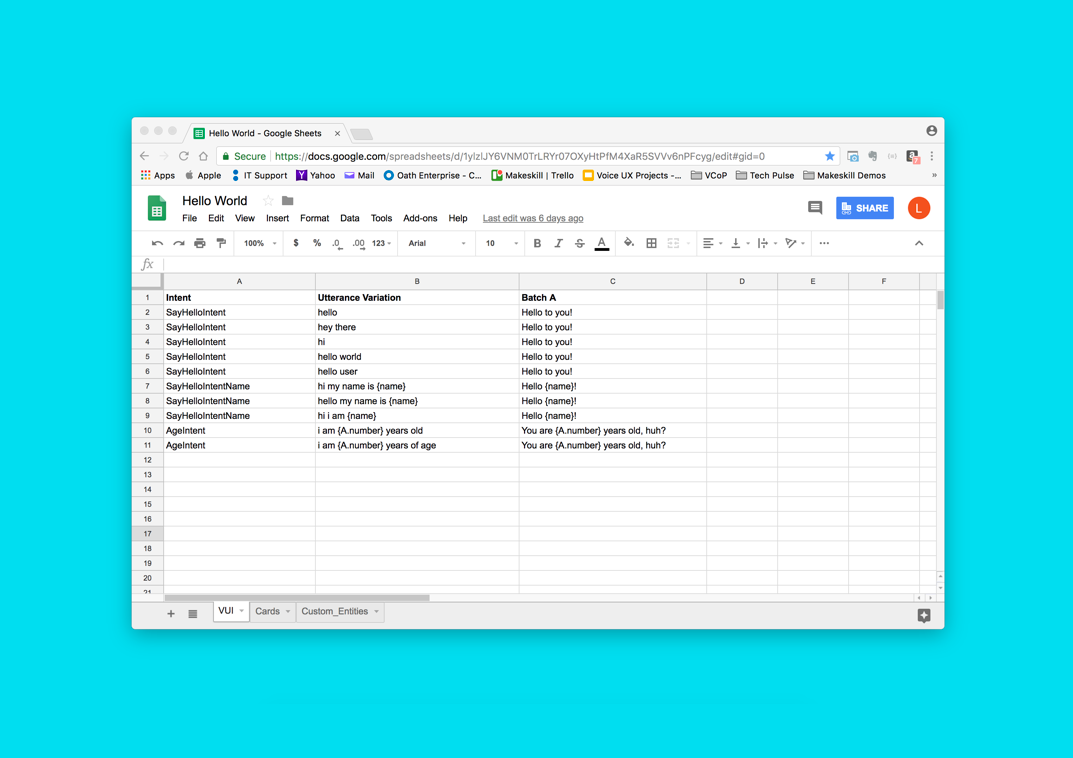 Hello World - Google Sheets
Secure https://docs.google.com/spreadsheets/d/1ylzIJY6VNM0TrLRYr07OXyHtPfM4XaR5SVVv6nPFcyg/edit#gid=0
Apps Apple IT Support Yahoo Mail Oath Enterprise - C... Makeskill | Trello Voice UX Projects -... VCoP Tech Pulse Makeskill Demos »
Hello World
File Edit View Insert Format Data Tools Add-ons Help Last edit was 6 days ago SHARE L
100% $ % .0 .00 123 Arial 10 B I S A
fx
A B C D E F
1 Intent Utterance Variation Batch A
2 SayHelloIntent hello Hello to you!
3 SayHelloIntent hey there Hello to you!
4 SayHelloIntent hi Hello to you!
5 SayHelloIntent hello world Hello to you!
6 SayHelloIntent hello user Hello to you!
7 SayHelloIntentName hi my name is {name} Hello {name}!
8 SayHelloIntentName hello my name is {name} Hello {name}!
9 SayHelloIntentName hi i am {name} Hello {name}!
10 AgeIntent i am {A.number} years old You are {A.number} years old, huh?
11 AgeIntent i am {A.number} years of age You are {A.number} years old, huh?
12
13
14
15
16
17
18
19
20
21
VUI Cards Custom_Entities